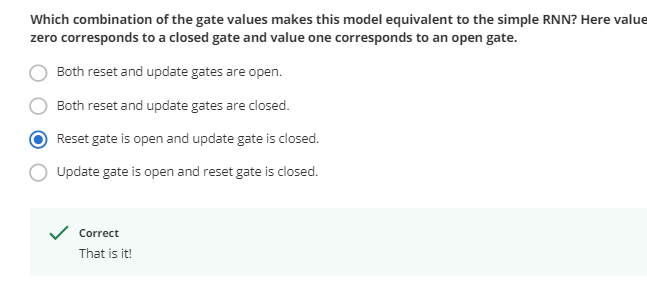 Which combination of the gate values makes this model equivalent to the simple RNN? Here value
zero corresponds to a closed gate and value one corresponds to an open gate.
Both reset and update gates are open.
Both reset and update gates are closed.
Reset gate is open and update gate is closed.
Update gate is open and reset gate is closed.
Correct
That is it!